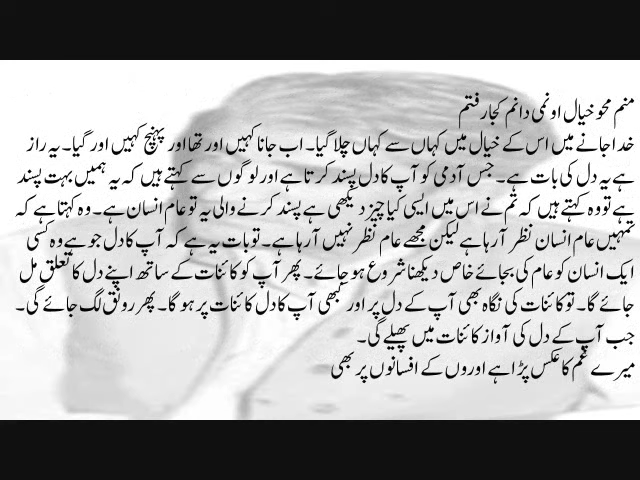 منم محو خیال او نمی دانم کجا رفتم
خدا جانے میں اس کے خیال میں کہاں سے کہاں چلا گیا۔ اب جانا کہیں اور تھا اور پہنچ کہیں اور گیا۔ یہ راز
ہے یہ دل کی بات ہے۔ جس آدمی کو آپ کا دل پسند کرتا ہے اور لوگوں سے کہتے ہیں کہ یہ ہمیں بہت پسند
ہے تو وہ کہتے ہیں کہ تم نے اس میں ایسی کیا چیز دیکھی ہے پسند کرنے والی یہ تو عام انسان ہے۔ وہ کہتا ہے کہ
تمہیں عام انسان نظر آ رہا ہے لیکن مجھے عام نظر نہیں آ رہا ہے۔ تو بات یہ ہے کہ آپ کا دل جو ہے وہ کسی
ایک انسان کو عام کی بجائے خاص دیکھنا شروع ہو جائے۔ پھر آپ کو کائنات کے ساتھ اپنے دل کا تعلق مل
جائے گا۔ تو کائنات کی نگاہ بھی آپ کے دل پر اور تبھی آپ کا دل کائنات پر ہو گا۔ پھر رونق لگ جائے گی۔
جب آپ کے دل کی آواز کائنات میں پھیلے گی۔
میرے غم کا عکس پڑا ہے اوروں کے افسانوں پر بھی